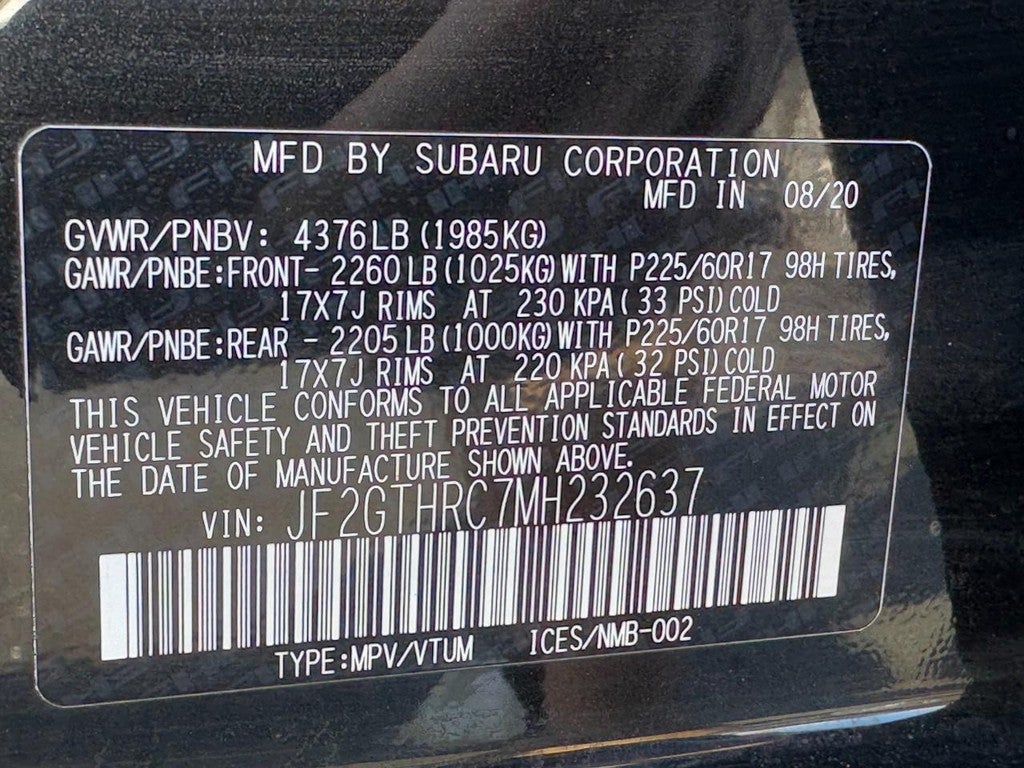 MFD BY SUBARU CORPORATION
MFD IN 08/20
GVWR/PNBV: 4376LB (1985KG)
GAWR/PNBE:FRONT- 2260 LB (1025KG) WITH P225/60R17 98H TIRES,
17X7J RIMS AT 230 KPA ( 33 PSI) COLD
GAWR/PNBE:REAR - 2205 LB (1000KG) WITH P225/60R17 98H TIRES,
17X7J RIMS AT 220 KPA ( 32 PSI) COLD
THIS VEHICLE CONFORMS TO ALL APPLICABLE FEDERAL MOTOR
VEHICLE SAFETY AND THEFT PREVENTION STANDARDS IN EFFECT ON
THE DATE OF MANUFACTURE SHOWN ABOVE.
VIN: JF2GTHRC7MH232637
TYPE:MPV/VTUM ICES/NMB-002